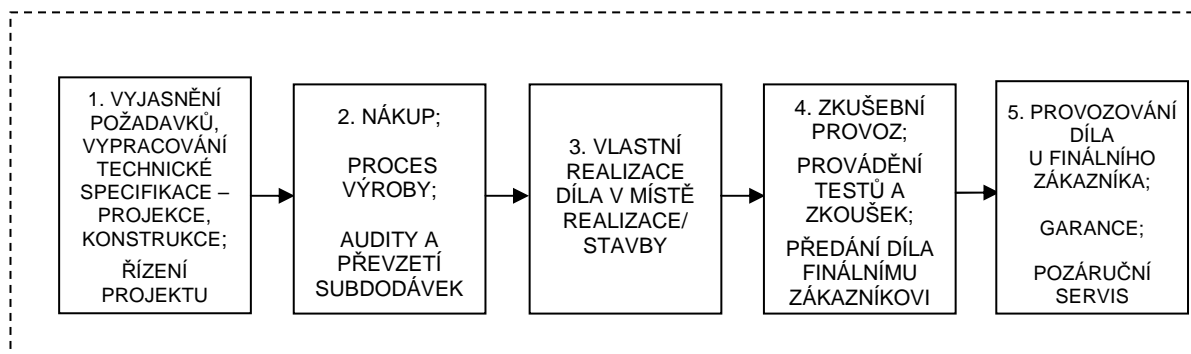 1. VYJASNĚNÍ
POŽADAVKŮ,
VYPRACOVÁNÍ
TECHNICKÉ
SPECIFIKACE –
PROJEKCE,
KONSTRUKCE;
ŘÍZENÍ
PROJEKTU
2. NÁKUP;
PROCES
VÝROBY;
AUDITY A
PŘEVZETÍ
SUBDODÁVEK
3. VLASTNÍ
REALIZACE
DÍLA V MÍSTĚ
REALIZACE/
STAVBY
4. ZKUŠEBNÍ
PROVOZ;
PROVÁDĚNÍ
TESTŮ A
ZKOUŠEK;
PŘEDÁNÍ DÍLA
FINÁLNÍMU
ZÁKAZNÍKOVI
5. PROVOZOVÁNÍ
DÍLA
U FINÁLNÍHO
ZÁKAZNÍKA;
GARANCE;
POZÁRUČNÍ
SERVIS